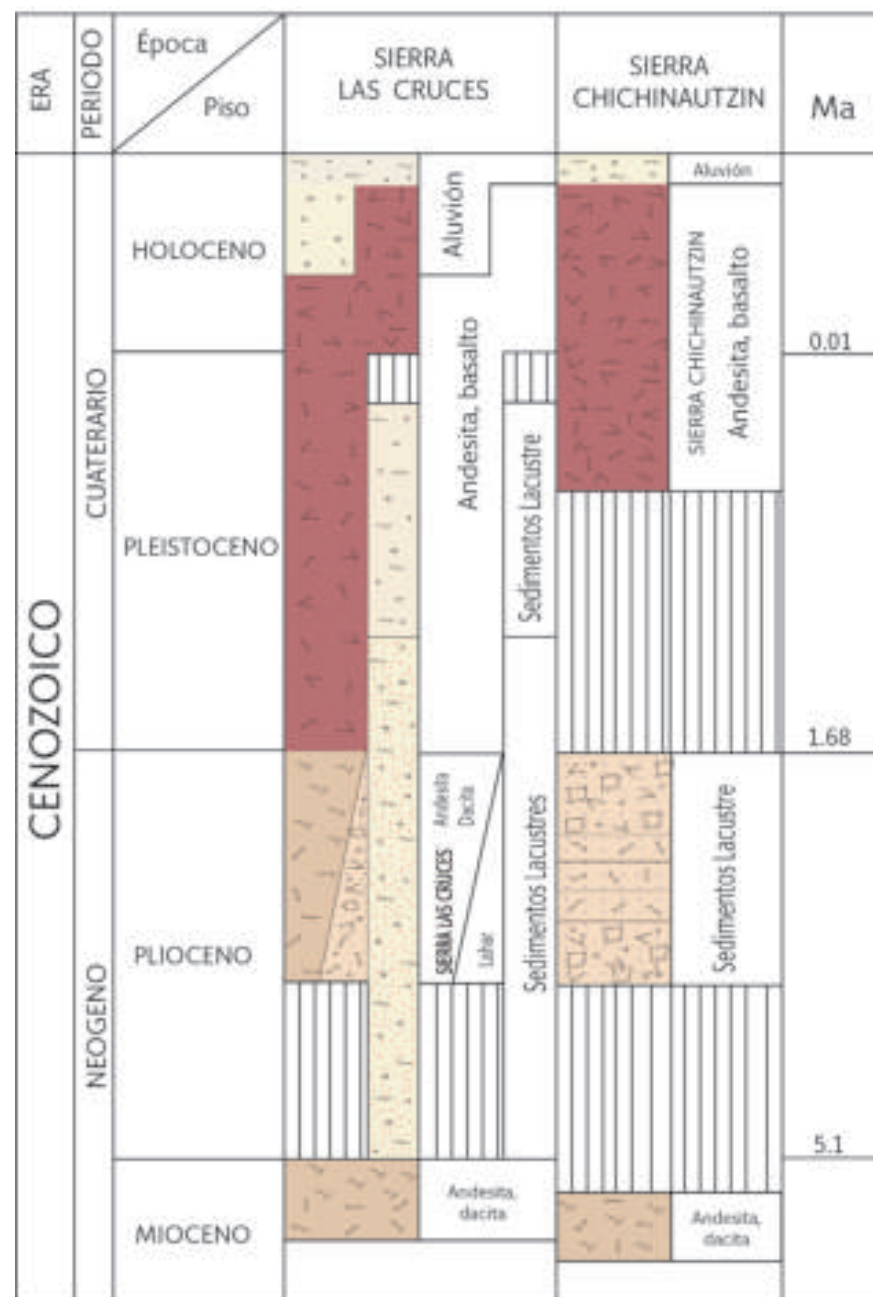 ERA
PERIODO
Época
Piso
SIERRA
LAS CRUCES
SIERRA
CHICHINAUTZIN
Ma
CENOZOICO
CUATERARIO
NEOGENO
HOLOCENO
PLEISTOCENO
PLIOCENO
MIOCENO
Aluvión
Andesita, basalto
Sedimentos Lacustre
SIERRA LAS CRUCES
Andesita
Dacita
Lahar
Sedimentos Lacustres
Andesita,
dacita
Aluvión
SIERRA CHICHINAUTZIN
Andesita, basalto
Sedimentos Lacustre
Andesita,
dacita
0.01
1.68
5.1